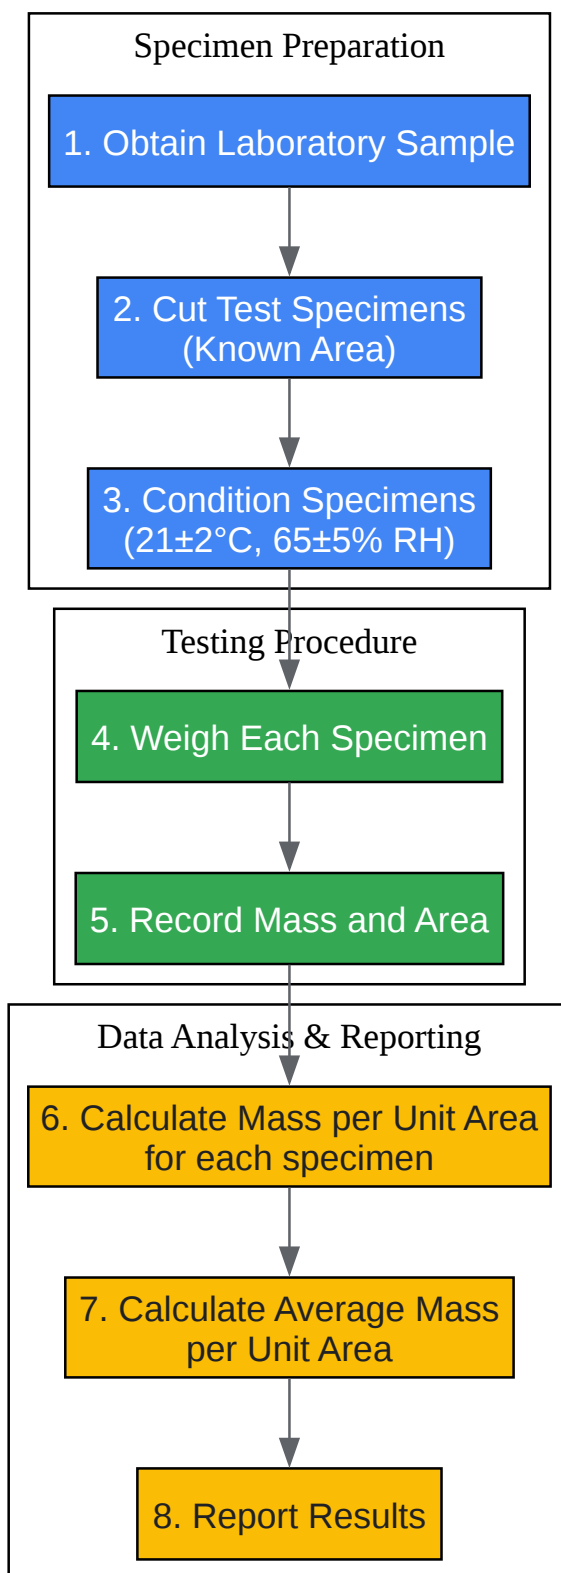 Specimen Preparation
1. Obtain Laboratory Sample
2. Cut Test Specimens
(Known Area)
3. Condition Specimens
(21±2°C, 65±5% RH)
Testing Procedure
4. Weigh Each Specimen
5. Record Mass and Area
Data Analysis & Reporting
6. Calculate Mass per Unit Area
for each specimen
7. Calculate Average Mass
per Unit Area
8. Report Results